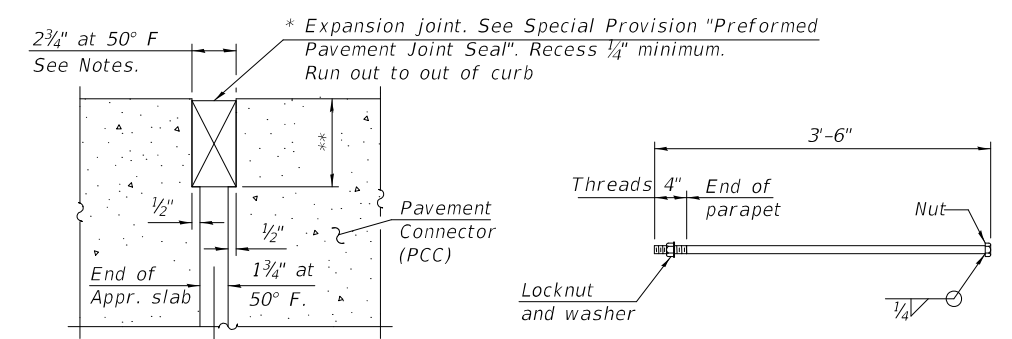 * Expansion joint. See Special Provision "Preformed
Pavement Joint Seal". Recess ¼" minimum.
Run out to out of curb
2¾" at 50° F
See Notes.
**
½"
½"
Pavement
Connector
(PCC)
End of
Appr. slab
1¾" at
50° F.
3'-6"
Threads 4"
End of
parapet
Nut
Locknut
and washer
¼